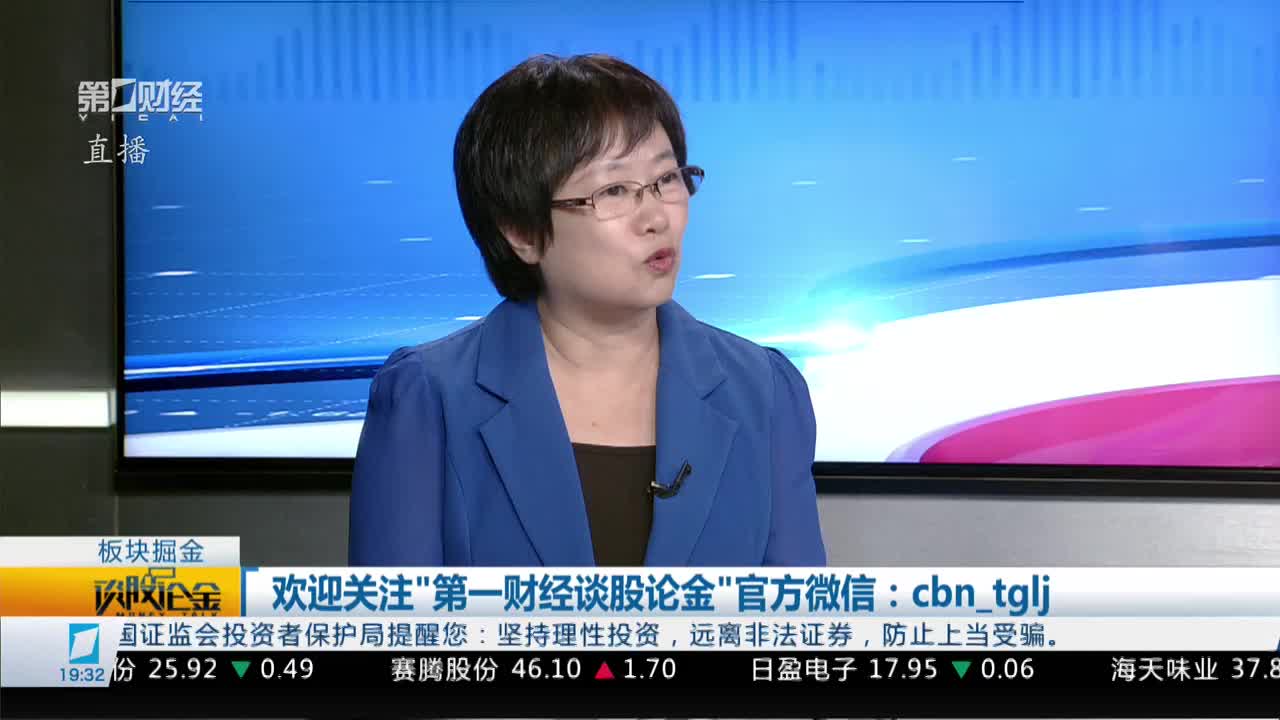 第一财经
YICAI
直播
板块掘金
谈股论金
MONEY TALK
欢迎关注"第一财经谈股论金"官方微信：cbn_tglj
国证监会投资者保护局提醒您：坚持理性投资，远离非法证券，防止上当受骗。
19:32
份 25.92 ▼ 0.49 赛腾股份 46.10 ▲ 1.70 日盈电子 17.95 ▼ 0.06 海天味业 37.8